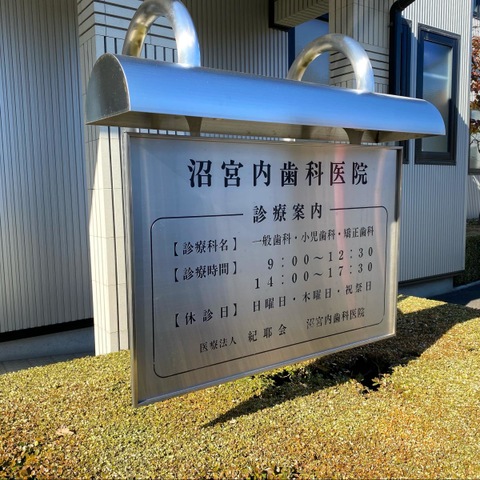 沼宮内歯科医院
診療案内
【診療科名】 一般歯科・小児歯科・矯正歯科
【診療時間】 9:00〜12:30
14:00〜17:30
【休診日】 日曜日・木曜日・祝祭日
医療法人 紀耶会 沼宮内歯科医院